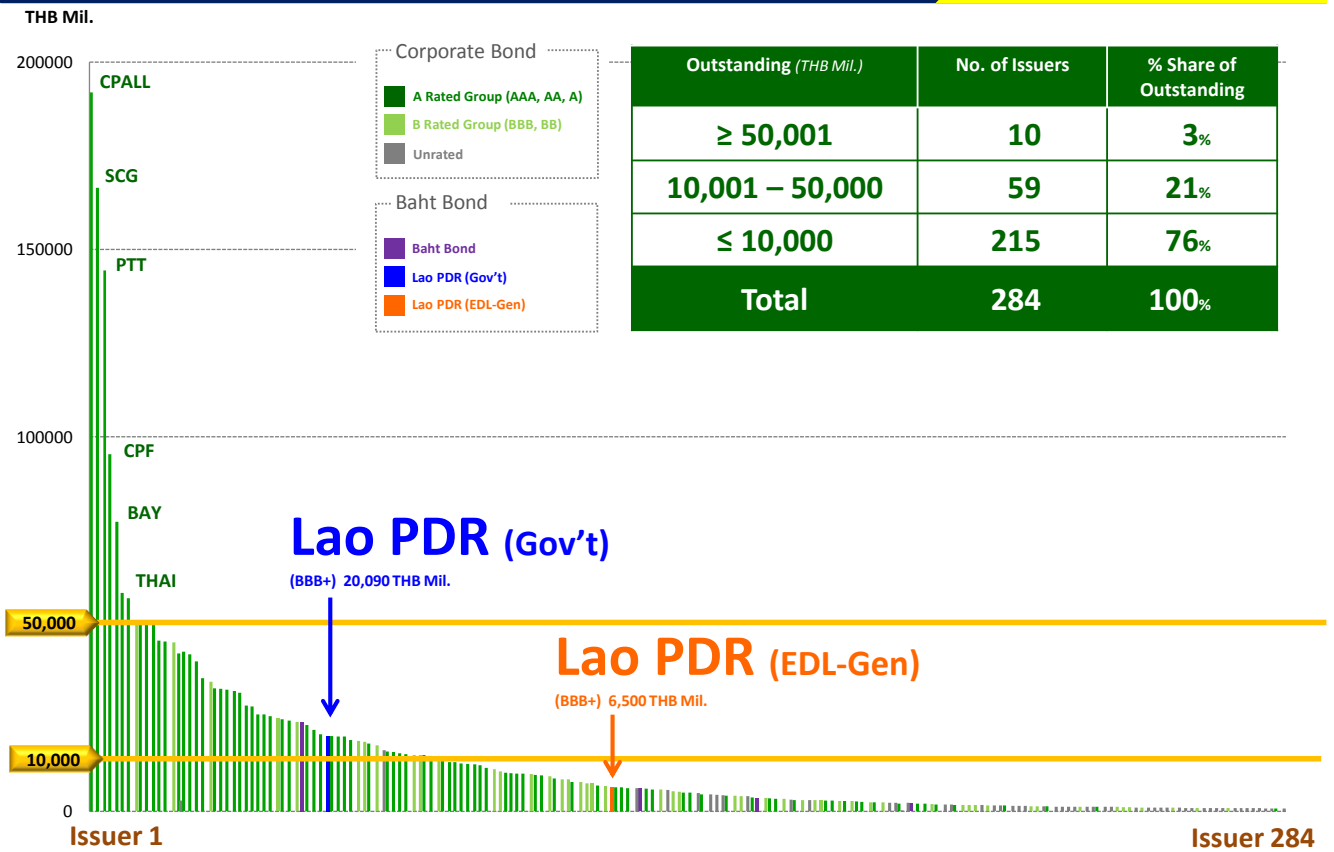 THB Mil.
200000
150000
100000
50,000
10,000
0
CPALL
SCG
PTT
CPF
BAY
THAI
Corporate Bond
A Rated Group (AAA, AA, A)
B Rated Group (BBB, BB)
Unrated
Baht Bond
Baht Bond
Lao PDR (Gov’t)
Lao PDR (EDL-Gen)
Outstanding (THB Mil.) No. of Issuers % Share of
Outstanding
≥ 50,001 10 3%
10,001 – 50,000 59 21%
≤ 10,000 215 76%
Total 284 100%
Lao PDR (Gov’t)
(BBB+) 20,090 THB Mil.
Lao PDR (EDL-Gen)
(BBB+) 6,500 THB Mil.
Issuer 1
Issuer 284